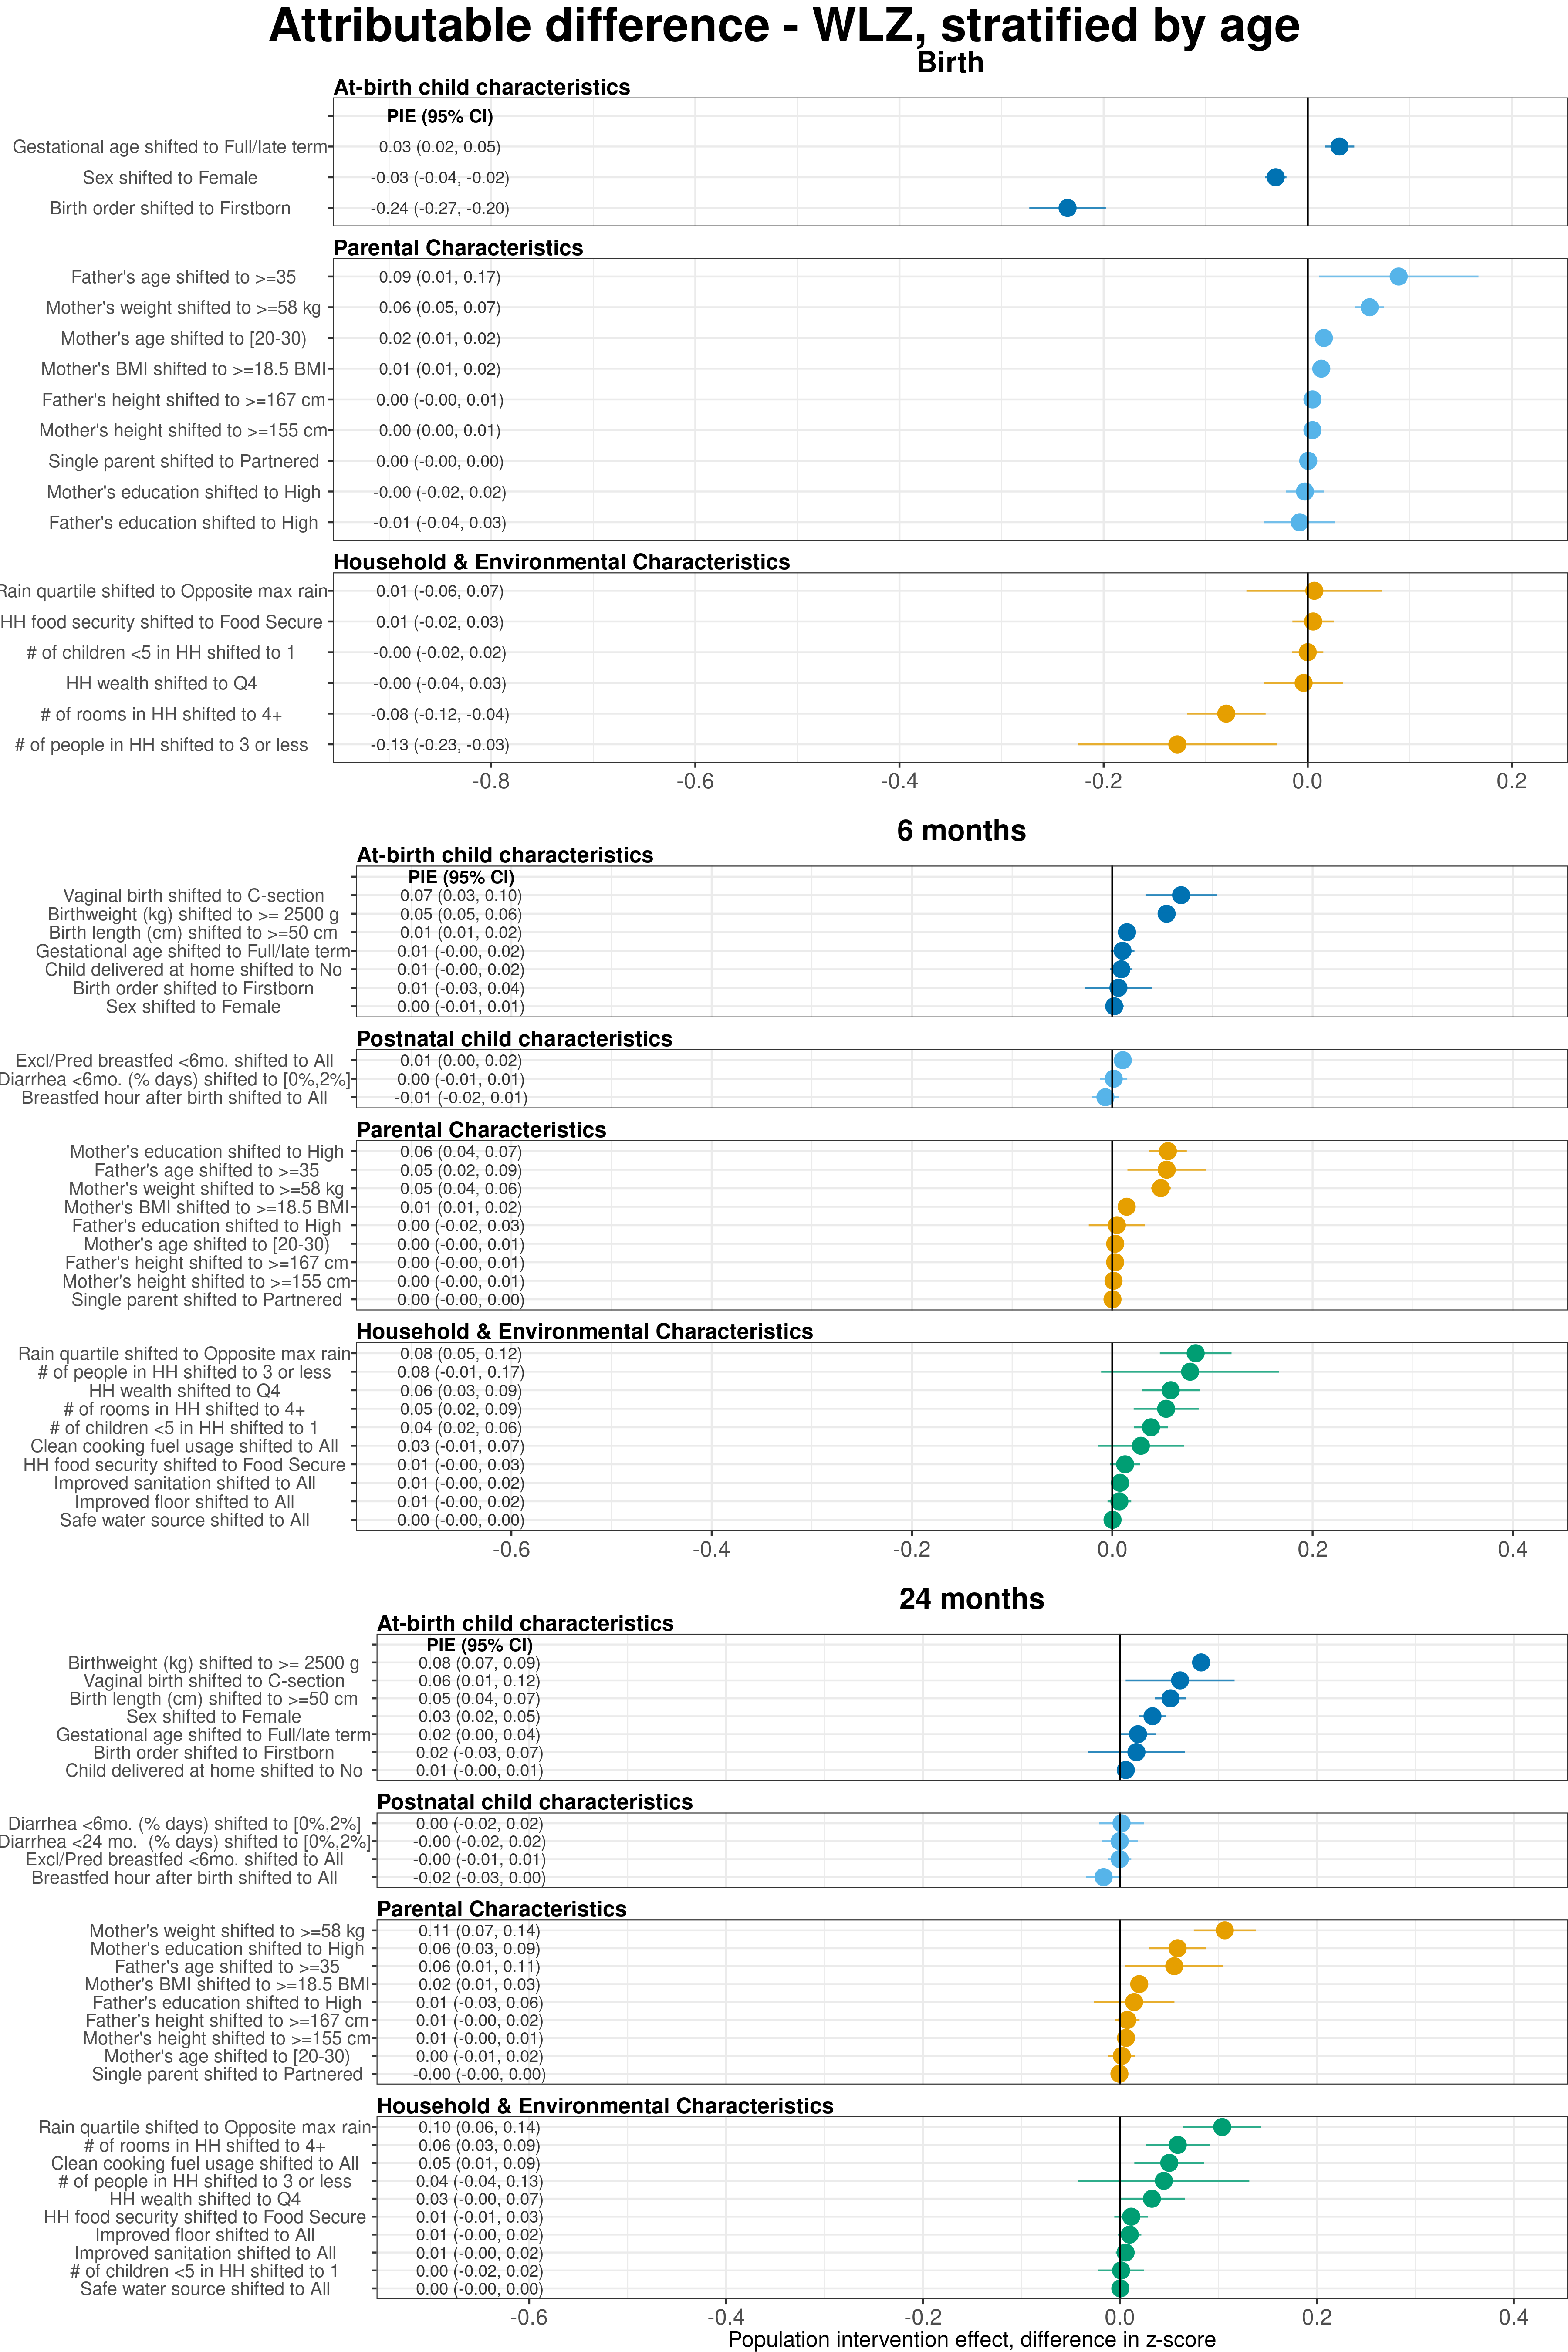 Attributable difference - WLZ, stratified by age
Birth
At-birth child characteristics
PIE (95% CI)
Gestational age shifted to Full/late term 0.03 (0.02, 0.05)
Sex shifted to Female -0.03 (-0.04, -0.02)
Birth order shifted to Firstborn -0.24 (-0.27, -0.20)
Parental Characteristics
Father's age shifted to >=35 0.09 (0.01, 0.17)
Mother's weight shifted to >=58 kg 0.06 (0.05, 0.07)
Mother's age shifted to [20-30) 0.02 (0.01, 0.02)
Mother's BMI shifted to >=18.5 BMI 0.01 (0.01, 0.02)
Father's height shifted to >=167 cm 0.00 (-0.00, 0.01)
Mother's height shifted to >=155 cm 0.00 (0.00, 0.01)
Single parent shifted to Partnered 0.00 (-0.00, 0.00)
Mother's education shifted to High -0.00 (-0.02, 0.02)
Father's education shifted to High -0.01 (-0.04, 0.03)
Household & Environmental Characteristics
Rain quartile shifted to Opposite max rain 0.01 (-0.06, 0.07)
HH food security shifted to Food Secure 0.01 (-0.02, 0.03)
# of children <5 in HH shifted to 1 -0.00 (-0.02, 0.02)
HH wealth shifted to Q4 -0.00 (-0.04, 0.03)
# of rooms in HH shifted to 4+ -0.08 (-0.12, -0.04)
# of people in HH shifted to 3 or less -0.13 (-0.23, -0.03)
-0.8 -0.6 -0.4 -0.2 0.0 0.2
6 months
At-birth child characteristics
PIE (95% CI)
Vaginal birth shifted to C-section 0.07 (0.03, 0.10)
Birthweight (kg) shifted to >= 2500 g 0.05 (0.05, 0.06)
Birth length (cm) shifted to >=50 cm 0.01 (0.01, 0.02)
Gestational age shifted to Full/late term 0.01 (-0.00, 0.02)
Child delivered at home shifted to No 0.01 (-0.00, 0.02)
Birth order shifted to Firstborn 0.01 (-0.03, 0.04)
Sex shifted to Female 0.00 (-0.01, 0.01)
Postnatal child characteristics
Excl/Pred breastfed <6mo. shifted to All 0.01 (0.00, 0.02)
Diarrhea <6mo. (% days) shifted to [0%,2%] 0.00 (-0.01, 0.01)
Breastfed hour after birth shifted to All -0.01 (-0.02, 0.01)
Parental Characteristics
Mother's education shifted to High 0.06 (0.04, 0.07)
Father's age shifted to >=35 0.05 (0.02, 0.09)
Mother's weight shifted to >=58 kg 0.05 (0.04, 0.06)
Mother's BMI shifted to >=18.5 BMI 0.01 (0.01, 0.02)
Father's education shifted to High 0.00 (-0.02, 0.03)
Mother's age shifted to [20-30) 0.00 (-0.00, 0.01)
Father's height shifted to >=167 cm 0.00 (-0.00, 0.01)
Mother's height shifted to >=155 cm 0.00 (-0.00, 0.01)
Single parent shifted to Partnered 0.00 (-0.00, 0.00)
Household & Environmental Characteristics
Rain quartile shifted to Opposite max rain 0.08 (0.05, 0.12)
# of people in HH shifted to 3 or less 0.08 (-0.01, 0.17)
HH wealth shifted to Q4 0.06 (0.03, 0.09)
# of rooms in HH shifted to 4+ 0.05 (0.02, 0.09)
# of children <5 in HH shifted to 1 0.04 (0.02, 0.06)
Clean cooking fuel usage shifted to All 0.03 (-0.01, 0.07)
HH food security shifted to Food Secure 0.01 (-0.00, 0.03)
Improved sanitation shifted to All 0.01 (-0.00, 0.02)
Improved floor shifted to All 0.01 (-0.00, 0.02)
Safe water source shifted to All 0.00 (-0.00, 0.00)
-0.6 -0.4 -0.2 0.0 0.2 0.4
24 months
At-birth child characteristics
PIE (95% CI)
Birthweight (kg) shifted to >= 2500 g 0.08 (0.07, 0.09)
Vaginal birth shifted to C-section 0.06 (0.01, 0.12)
Birth length (cm) shifted to >=50 cm 0.05 (0.04, 0.07)
Sex shifted to Female 0.03 (0.02, 0.05)
Gestational age shifted to Full/late term 0.02 (0.00, 0.04)
Birth order shifted to Firstborn 0.02 (-0.03, 0.07)
Child delivered at home shifted to No 0.01 (-0.00, 0.01)
Postnatal child characteristics
Diarrhea <6mo. (% days) shifted to [0%,2%] 0.00 (-0.02, 0.02)
Diarrhea <24 mo. (% days) shifted to [0%,2%] -0.00 (-0.02, 0.02)
Excl/Pred breastfed <6mo. shifted to All -0.00 (-0.01, 0.01)
Breastfed hour after birth shifted to All -0.02 (-0.03, 0.00)
Parental Characteristics
Mother's weight shifted to >=58 kg 0.11 (0.07, 0.14)
Mother's education shifted to High 0.06 (0.03, 0.09)
Father's age shifted to >=35 0.06 (0.01, 0.11)
Mother's BMI shifted to >=18.5 BMI 0.02 (0.01, 0.03)
Father's education shifted to High 0.01 (-0.03, 0.06)
Father's height shifted to >=167 cm 0.01 (-0.00, 0.02)
Mother's height shifted to >=155 cm 0.01 (-0.00, 0.01)
Mother's age shifted to [20-30) 0.00 (-0.01, 0.02)
Single parent shifted to Partnered -0.00 (-0.00, 0.00)
Household & Environmental Characteristics
Rain quartile shifted to Opposite max rain 0.10 (0.06, 0.14)
# of rooms in HH shifted to 4+ 0.06 (0.03, 0.09)
Clean cooking fuel usage shifted to All 0.05 (0.01, 0.09)
# of people in HH shifted to 3 or less 0.04 (-0.04, 0.13)
HH wealth shifted to Q4 0.03 (-0.00, 0.07)
HH food security shifted to Food Secure 0.01 (-0.01, 0.03)
Improved floor shifted to All 0.01 (-0.00, 0.02)
Improved sanitation shifted to All 0.01 (-0.00, 0.02)
# of children <5 in HH shifted to 1 0.00 (-0.02, 0.02)
Safe water source shifted to All 0.00 (-0.00, 0.00)
-0.6 -0.4 -0.2 0.0 0.2 0.4
Population intervention effect, difference in z-score